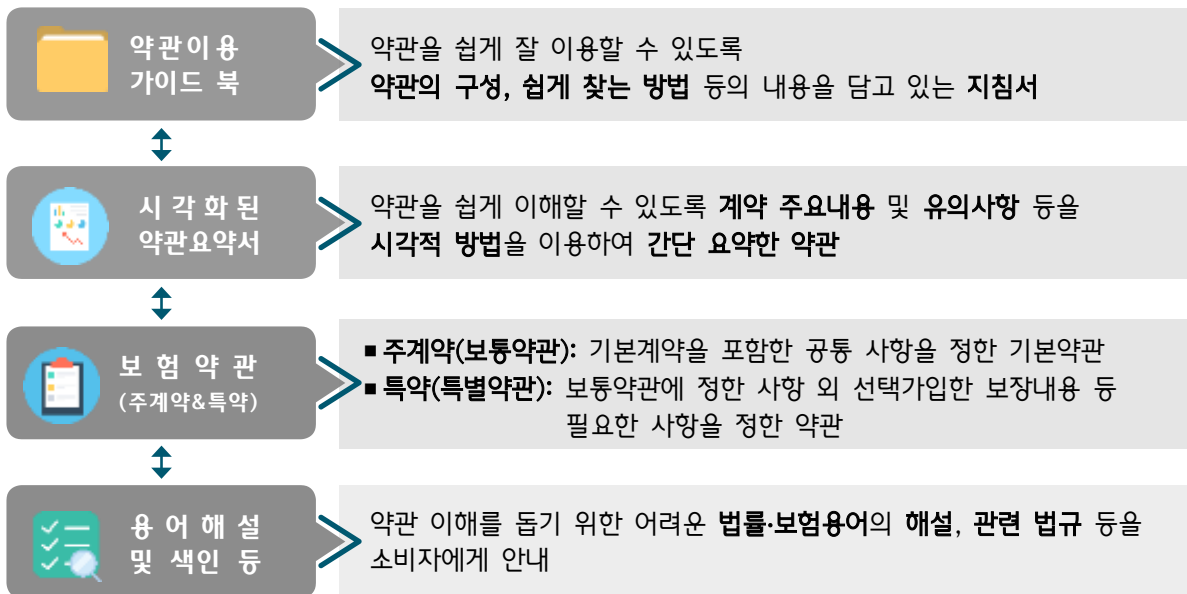 약관이용
가이드 북
약관을 쉽게 잘 이용할 수 있도록
약관의 구성, 쉽게 찾는 방법 등의 내용을 담고 있는 지침서
시 각 화 된
약관요약서
약관을 쉽게 이해할 수 있도록 계약 주요내용 및 유의사항 등을
시각적 방법을 이용하여 간단 요약한 약관
보 험 약 관
(주계약&특약)
▪ 주계약(보통약관): 기본계약을 포함한 공통 사항을 정한 기본약관
▪ 특약(특별약관): 보통약관에 정한 사항 외 선택가입한 보장내용 등
필요한 사항을 정한 약관
용 어 해 설
및 색인 등
약관 이해를 돕기 위한 어려운 법률·보험용어의 해설, 관련 법규 등을
소비자에게 안내